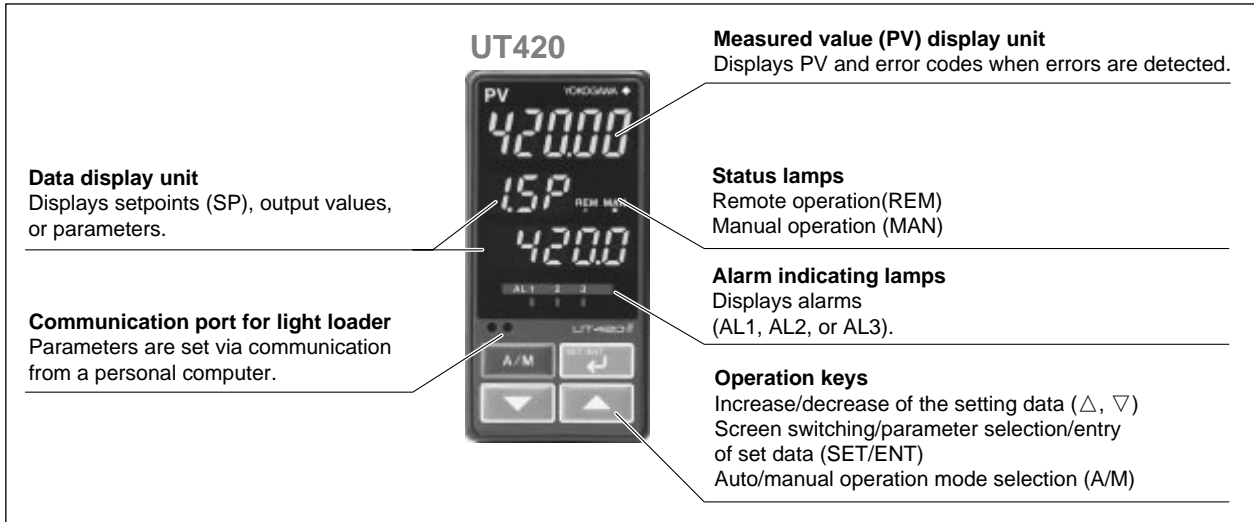 UT420
Measured value (PV) display unit
Displays PV and error codes when errors are detected.
PV
YOKOGAWA
420.00
Data display unit
Displays setpoints (SP), output values,
or parameters.
1.SP
REM MAN
Status lamps
Remote operation(REM)
Manual operation (MAN)
420.0
AL1 2 3
Alarm indicating lamps
Displays alarms
(AL1, AL2, or AL3).
Communication port for light loader
Parameters are set via communication
from a personal computer.
UT420
A/M
SET/ENT
Operation keys
Increase/decrease of the setting data (△, ▽)
Screen switching/parameter selection/entry
of set data (SET/ENT)
Auto/manual operation mode selection (A/M)